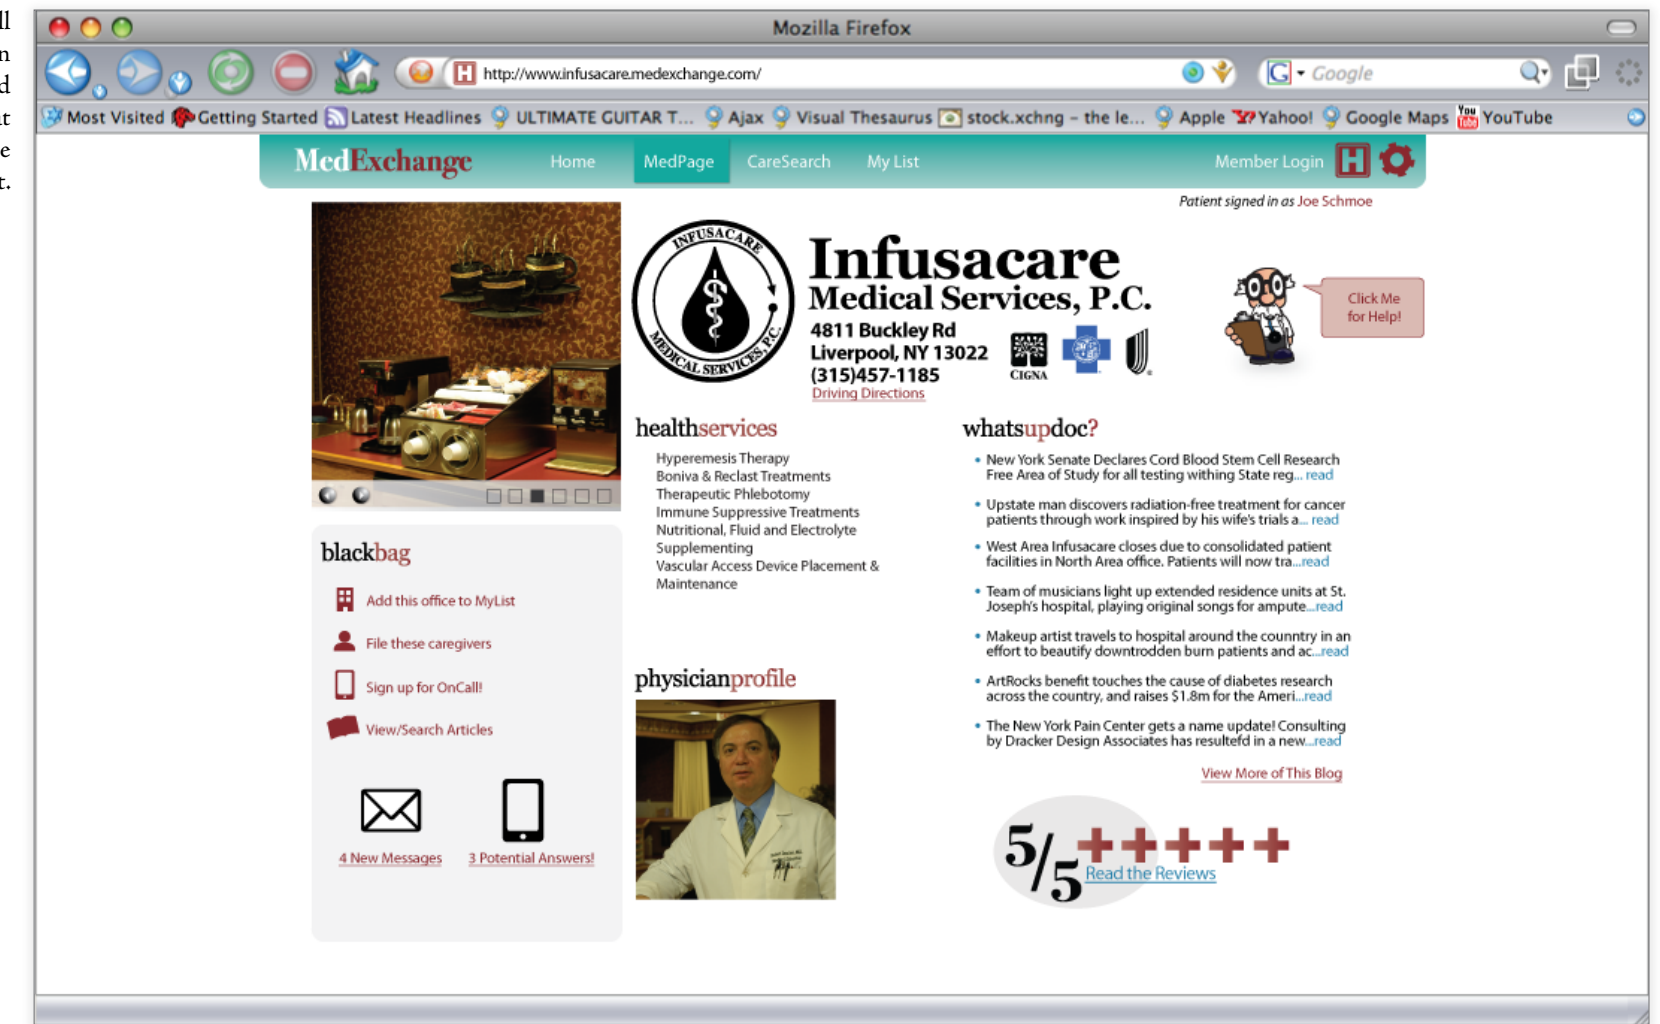 ll
n
d
at
e
t.
Mozilla Firefox
http://www.infusacare.medexchange.com/
G
Google
Most Visited
Getting Started
Latest Headlines
ULTIMATE GUITAR T...
Ajax
Visual Thesaurus
stock.xchng – the le...
Apple
Yahoo!
Google Maps
You Tube
YouTube
MedExchange
Home
MedPage
CareSearch
My List
Member Login
H
Patient signed in as Joe Schmoe
INFUSACARE
MEDICAL SERVICES, P.C.
Infusacare
Medical Services, P.C.
4811 Buckley Rd
Liverpool, NY 13022
(315)457-1185
Driving Directions
CIGNA
Click Me
for Help!
healthservices
Hyperemesis Therapy
Boniva & Reclast Treatments
Therapeutic Phlebotomy
Immune Suppressive Treatments
Nutritional, Fluid and Electrolyte
Supplementing
Vascular Access Device Placement &
Maintenance
whatsupdoc?
• New York Senate Declares Cord Blood Stem Cell Research
Free Area of Study for all testing withing State reg... read
• Upstate man discovers radiation-free treatment for cancer
patients through work inspired by his wife's trials a... read
• West Area Infusacare closes due to consolidated patient
facilities in North Area office. Patients will now tra...read
• Team of musicians light up extended residence units at St.
Joseph's hospital, playing original songs for ampute...read
• Makeup artist travels to hospital around the counntry in an
effort to beautify downtrodden burn patients and ac...read
• ArtRocks benefit touches the cause of diabetes research
across the country, and raises $1.8m for the Ameri...read
• The New York Pain Center gets a name update! Consulting
by Dracker Design Associates has resultefd in a new...read
View More of This Blog
blackbag
Add this office to MyList
File these caregivers
Sign up for OnCall!
View/Search Articles
4 New Messages
3 Potential Answers!
physicianprofile
5/5
Read the Reviews